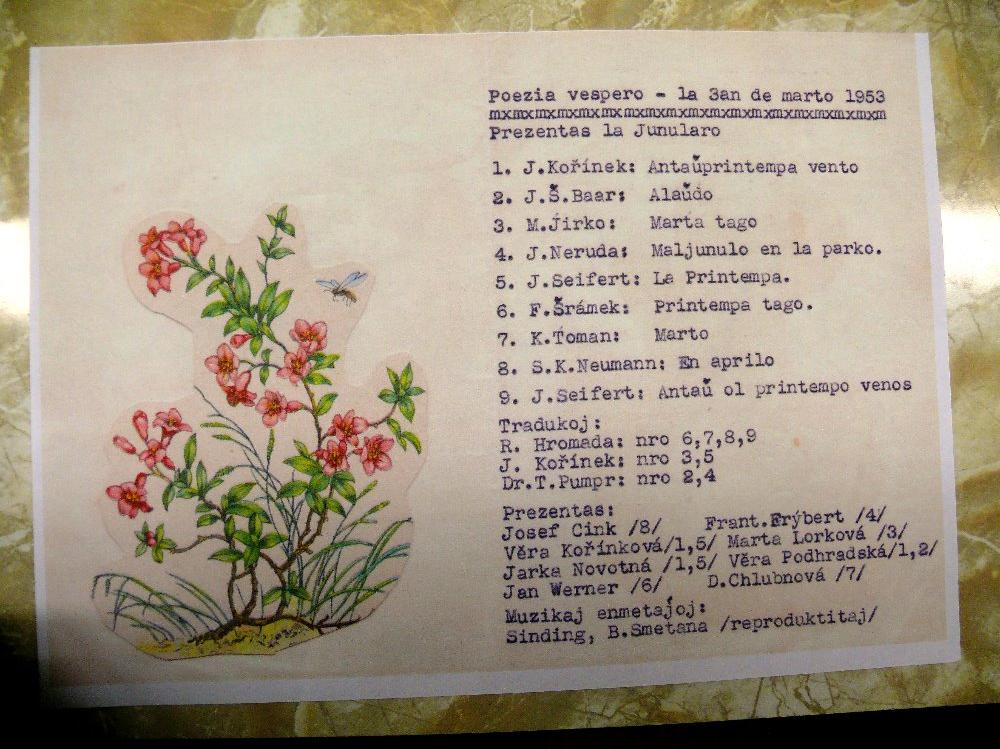 Poezia vespero - la 3an de marto 1953
mxmxmxmxmxmxmxmxmxmxmxmxmxmxmxmxmxmxm
Prezentas la Junularo
1. J.Kořínek: Antaŭprintempa vento
2. J.Š.Baar: Alaŭdo
3. M.Jirko: Marta tago
4. J.Neruda: Maljunulo en la parko.
5. J.Seifert: La Printempa.
6. F.Šrámek: Printempa tago.
7. K.Toman: Marto
8. S.K.Neumann: En aprilo
9. J.Seifert: Antaŭ ol printempo venos
Tradukoj:
R. Hromada: nro 6,7,8,9
J. Kořínek: nro 3,5
Dr.T.Pumpr: nro 2,4
Prezentas:
Josef Cink /8/ Frant.Frýbert /4/
Věra Kořínková/1,5/ Marta Lorková /3/
Jarka Novotná /1,5/ Věra Podhradská/1,2/
Jan Werner /6/ D.Chlubnová /7/
Muzikaj enmetaĵoj:
Sinding, B.Smetana /reproduktitaj/